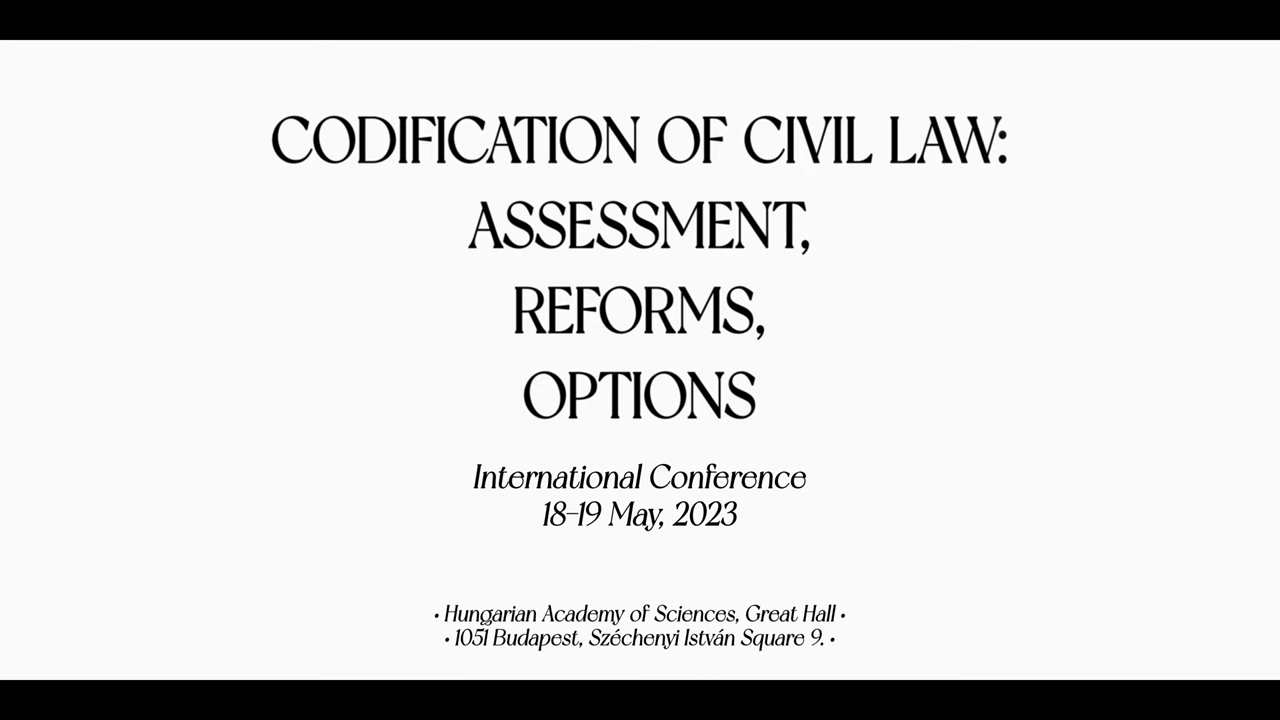 CODIFICATION OF CIVIL LAW:
ASSESSMENT,
REFORMS,
OPTIONS
International Conference
18–19 May, 2023
• Hungarian Academy of Sciences, Great Hall •
• 1051 Budapest, Széchenyi István Square 9. •